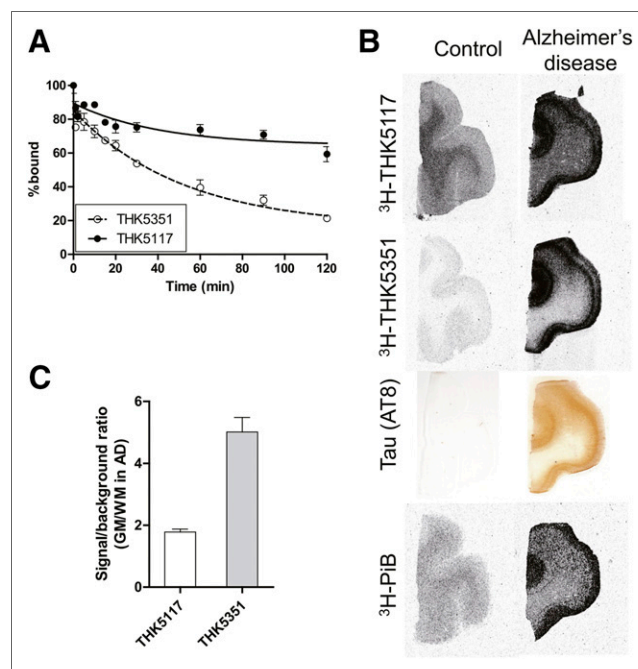 A
100
80
60
40
20
0
% bound
THK5351
THK5117
0 20 40 60 80 100 120
Time (min)
B
Control
Alzheimer's
disease
³H-THK5117
³H-THK5351
Tau (AT8)
³H-PiB
C
6
4
2
0
Signal/background ratio
(GM/WM in AD)
THK5117
THK5351